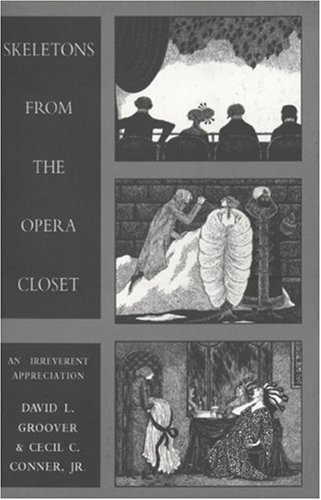 SKELETONS
FROM
THE
OPERA
CLOSET
AN IRREVERENT
APPRECIATION
DAVID L.
GROOVER
& CECIL C.
CONNER, JR.